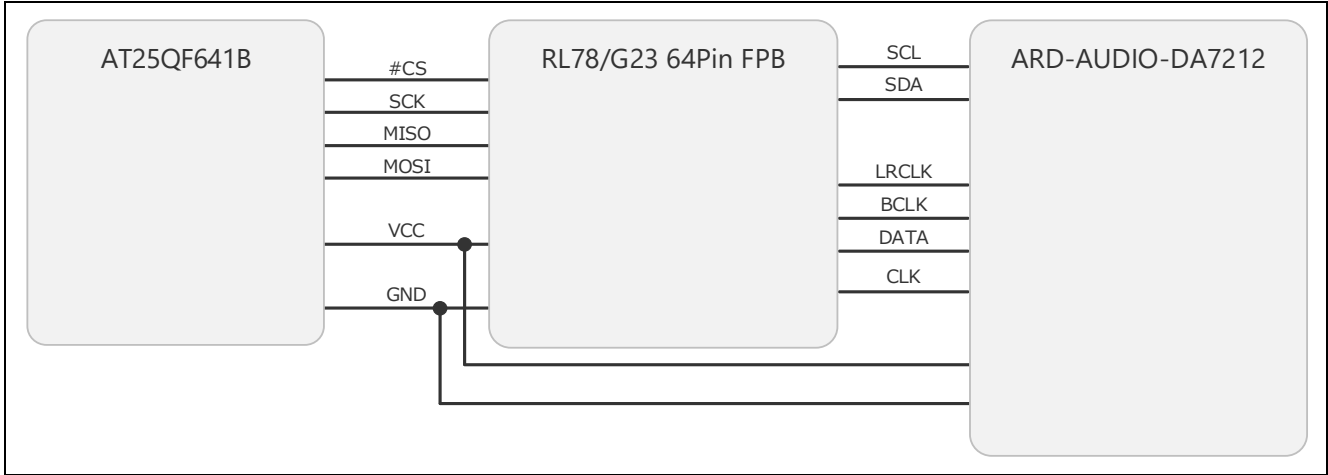 AT25QF641B
#CS
SCK
MISO
MOSI
VCC
GND
RL78/G23 64Pin FPB
SCL
SDA
LRCLK
BCLK
DATA
CLK
ARD-AUDIO-DA7212